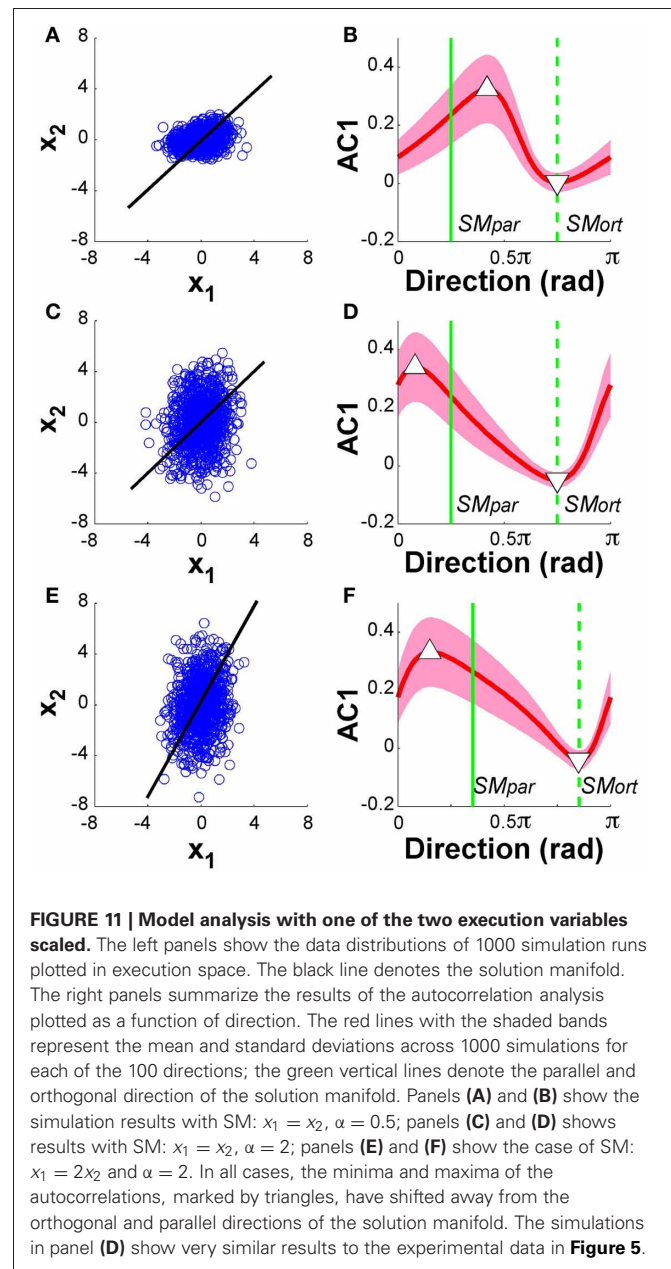 A
8
4
0
-4
-8
-8
-4
0
4
8
x2
x1
B
0.4
0.2
0
-0.2
AC1
SMpar
SMort
0
0.5π
π
Direction (rad)
C
8
4
0
-4
-8
-8
-4
0
4
8
x2
x1
D
0.4
0.2
0
-0.2
AC1
SMpar
SMort
0
0.5π
π
Direction (rad)
E
8
4
0
-4
-8
-8
-4
0
4
8
x2
x1
F
0.4
0.2
0
-0.2
AC1
SMpar
SMort
0
0.5π
π
Direction (rad)
FIGURE 11 | Model analysis with one of the two execution variables
scaled. The left panels show the data distributions of 1000 simulation runs
plotted in execution space. The black line denotes the solution manifold.
The right panels summarize the results of the autocorrelation analysis
plotted as a function of direction. The red lines with the shaded bands
represent the mean and standard deviations across 1000 simulations for
each of the 100 directions; the green vertical lines denote the parallel and
orthogonal direction of the solution manifold. Panels (A) and (B) show the
simulation results with SM: x1 = x2, α = 0.5; panels (C) and (D) shows
results with SM: x1 = x2, α = 2; panels (E) and (F) show the case of SM:
x1 = 2x2 and α = 2. In all cases, the minima and maxima of the
autocorrelations, marked by triangles, have shifted away from the
orthogonal and parallel directions of the solution manifold. The simulations
in panel (D) show very similar results to the experimental data in Figure 5.